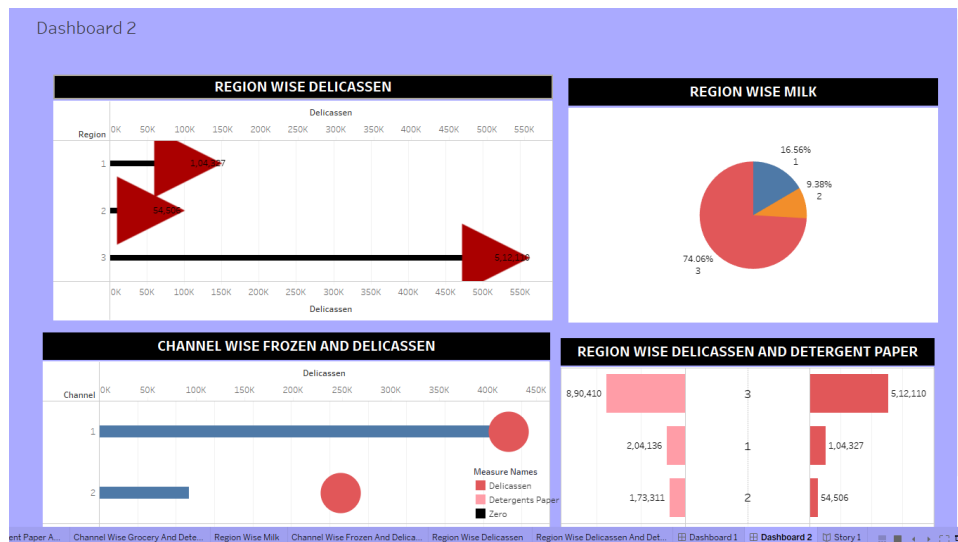 Dashboard 2
REGION WISE DELICASSEN
Delicassen
Region 0K 50K 100K 150K 200K 250K 300K 350K 400K 450K 500K 550K
1 1,04,327
2 54,506
3 5,12,110
0K 50K 100K 150K 200K 250K 300K 350K 400K 450K 500K 550K
Delicassen
REGION WISE MILK
16.56%
1
9.38%
2
74.06%
3
CHANNEL WISE FROZEN AND DELICASSEN
Delicassen
Channel 0K 50K 100K 150K 200K 250K 300K 350K 400K 450K
1
2
Measure Names
Delicassen
Detergents Paper
Zero
REGION WISE DELICASSEN AND DETERGENT PAPER
8,90,410 3 5,12,110
2,04,136 1 1,04,327
1,73,311 2 54,506
ent Paper A... Channel Wise Grocery And Dete... Region Wise Milk Channel Wise Frozen And Delica... Region Wise Delicassen Region Wise Delicassen And Det... Dashboard 1 Dashboard 2 Story 1